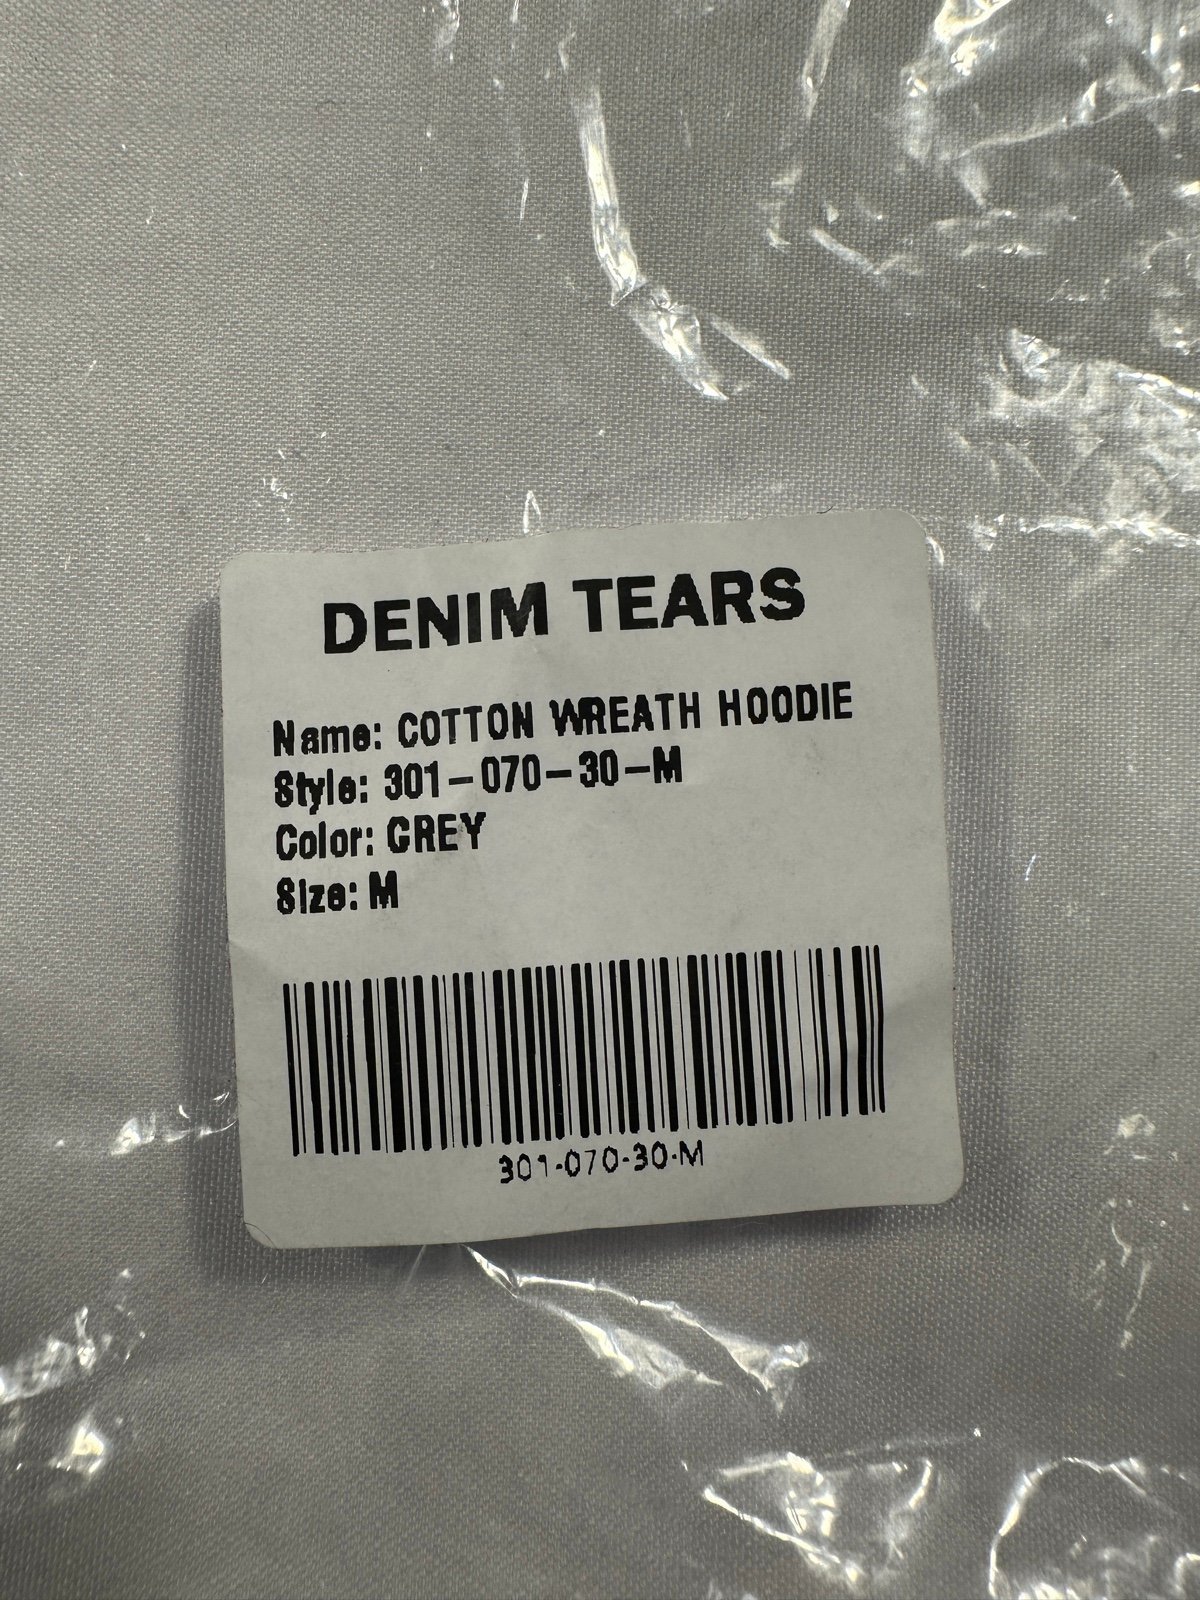 DENIM TEARS
Name: COTTON WREATH HOODIE
Style: 301-070-30-M
Color: GREY
Size: M
301-070-30-M